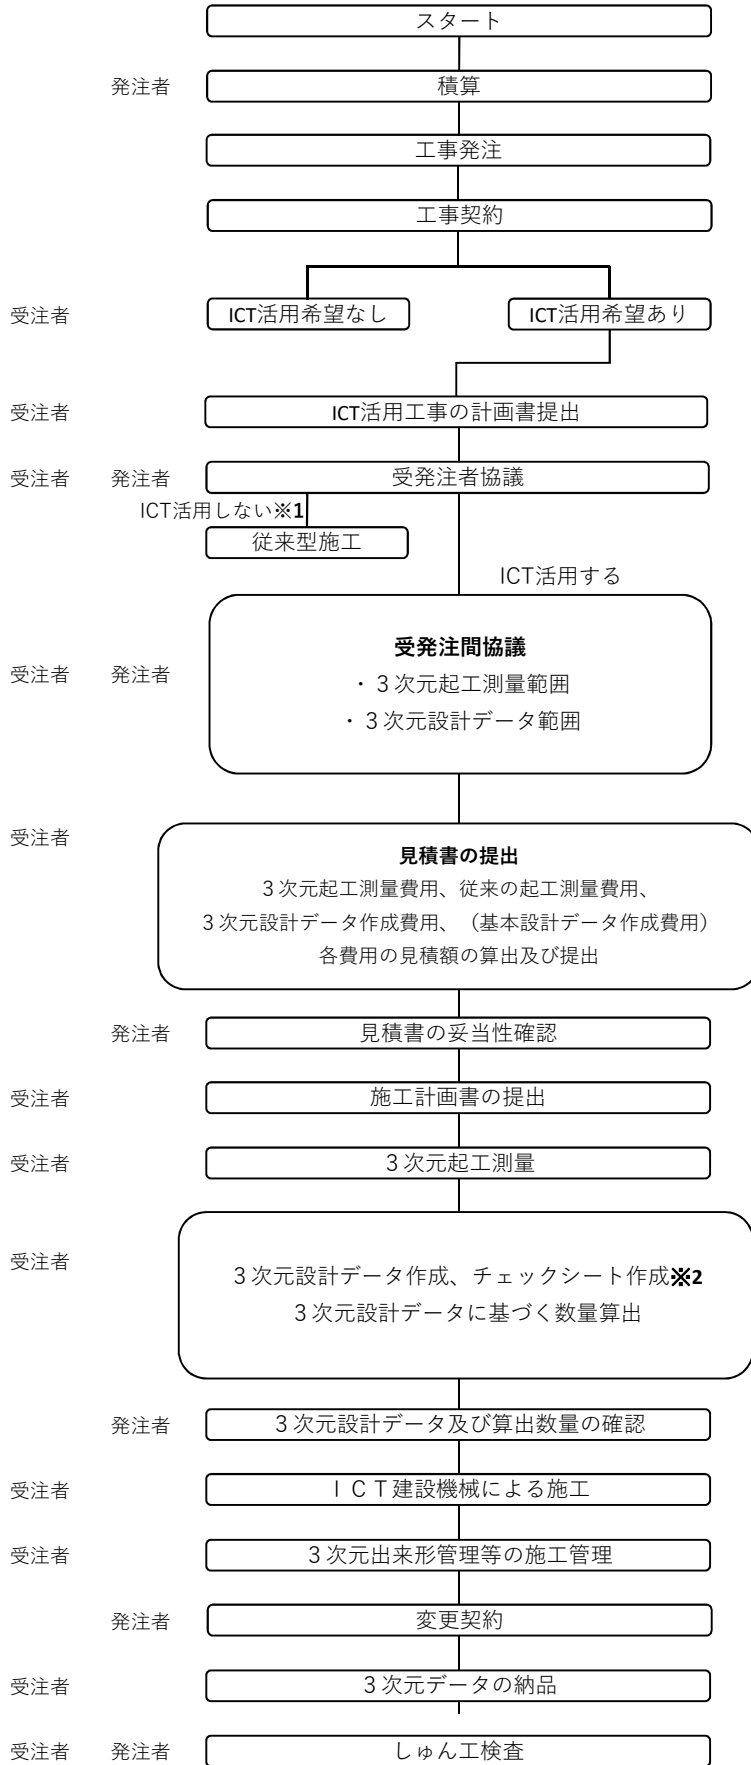 スタート
発注者 積算
工事発注
工事契約
受注者 ICT活用希望なし ICT活用希望あり
受注者 ICT活用工事の計画書提出
受注者 発注者 受発注者協議
ICT活用しない※1
従来型施工
ICT活用する
受発注間協議
受注者 発注者 ・３次元起工測量範囲
・３次元設計データ範囲
受注者
見積書の提出
３次元起工測量費用、従来の起工測量費用、
３次元設計データ作成費用、（基本設計データ作成費用）
各費用の見積額の算出及び提出
発注者 見積書の妥当性確認
受注者 施工計画書の提出
受注者 ３次元起工測量
受注者 ３次元設計データ作成、チェックシート作成※2
３次元設計データに基づく数量算出
発注者 ３次元設計データ及び算出数量の確認
受注者 ＩＣＴ建設機械による施工
受注者 ３次元出来形管理等の施工管理
発注者 変更契約
受注者 ３次元データの納品
受注者 発注者 しゅん工検査